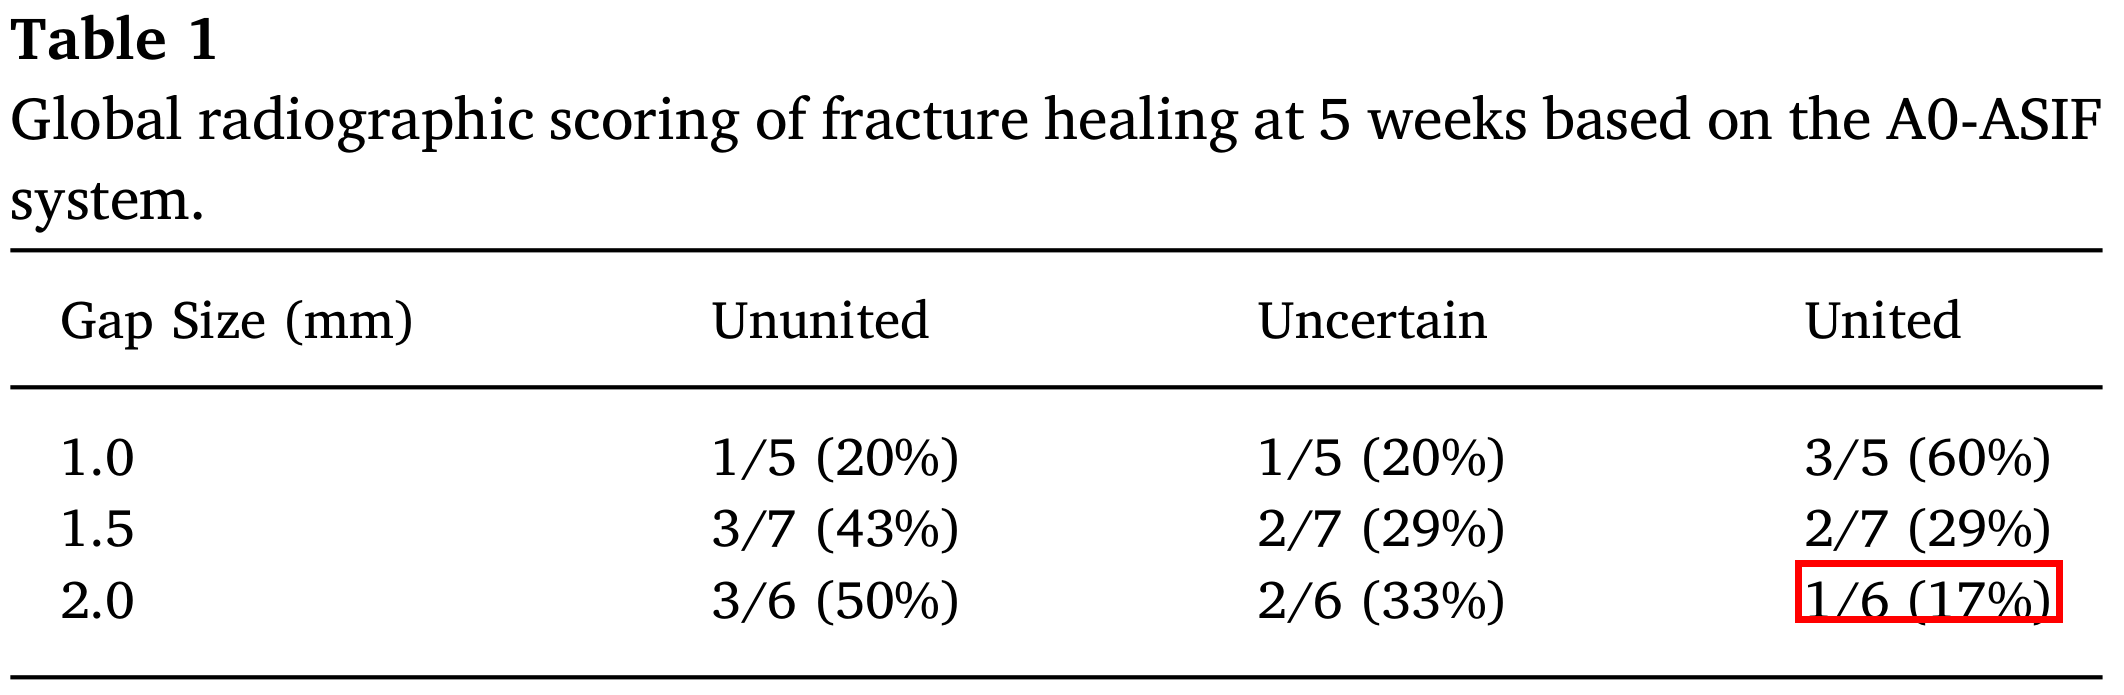 Table 1
Global radiographic scoring of fracture healing at 5 weeks based on the A0-ASIF
system.
Gap Size (mm) Ununited Uncertain United
1.0 1/5 (20%) 1/5 (20%) 3/5 (60%)
1.5 3/7 (43%) 2/7 (29%) 2/7 (29%)
2.0 3/6 (50%) 2/6 (33%) 1/6 (17%)